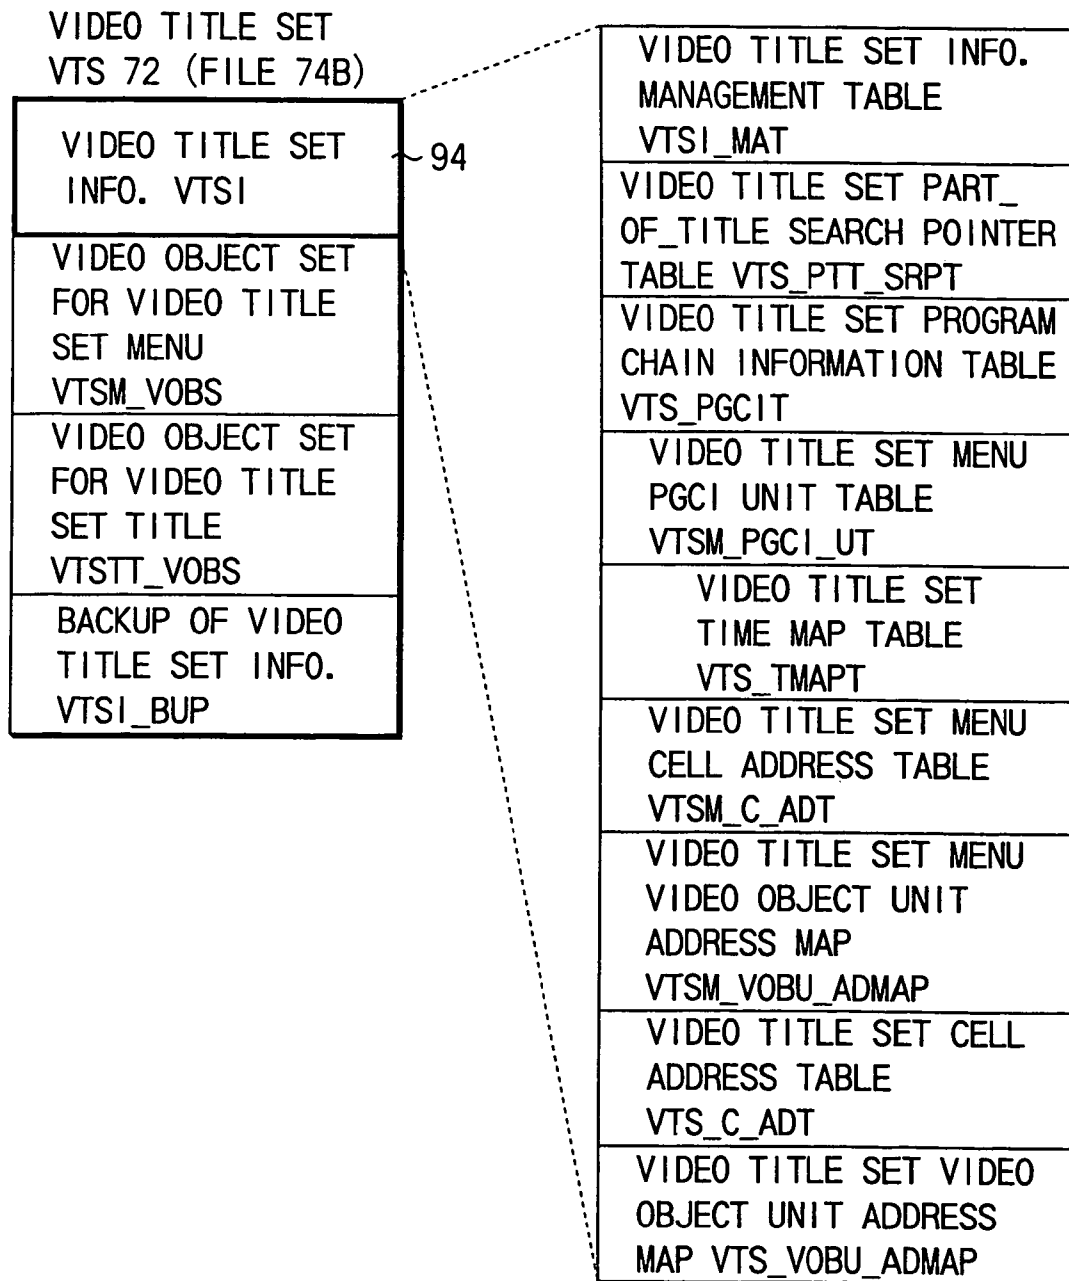 VIDEO TITLE SET
VTS 72 (FILE 74B)
VIDEO TITLE SET
INFO. VTSI
94
VIDEO OBJECT SET
FOR VIDEO TITLE
SET MENU
VTSM_VOBS
VIDEO OBJECT SET
FOR VIDEO TITLE
SET TITLE
VTSTT_VOBS
BACKUP OF VIDEO
TITLE SET INFO.
VTSI_BUP
VIDEO TITLE SET INFO.
MANAGEMENT TABLE
VTSI_MAT
VIDEO TITLE SET PART_
OF_TITLE SEARCH POINTER
TABLE VTS_PTT_SRPT
VIDEO TITLE SET PROGRAM
CHAIN INFORMATION TABLE
VTS_PGCIT
VIDEO TITLE SET MENU
PGCI UNIT TABLE
VTSM_PGCI_UT
VIDEO TITLE SET
TIME MAP TABLE
VTS_TMAPT
VIDEO TITLE SET MENU
CELL ADDRESS TABLE
VTSM_C_ADT
VIDEO TITLE SET MENU
VIDEO OBJECT UNIT
ADDRESS MAP
VTSM_VOBU_ADMAP
VIDEO TITLE SET CELL
ADDRESS TABLE
VTS_C_ADT
VIDEO TITLE SET VIDEO
OBJECT UNIT ADDRESS
MAP VTS_VOBU_ADMAP